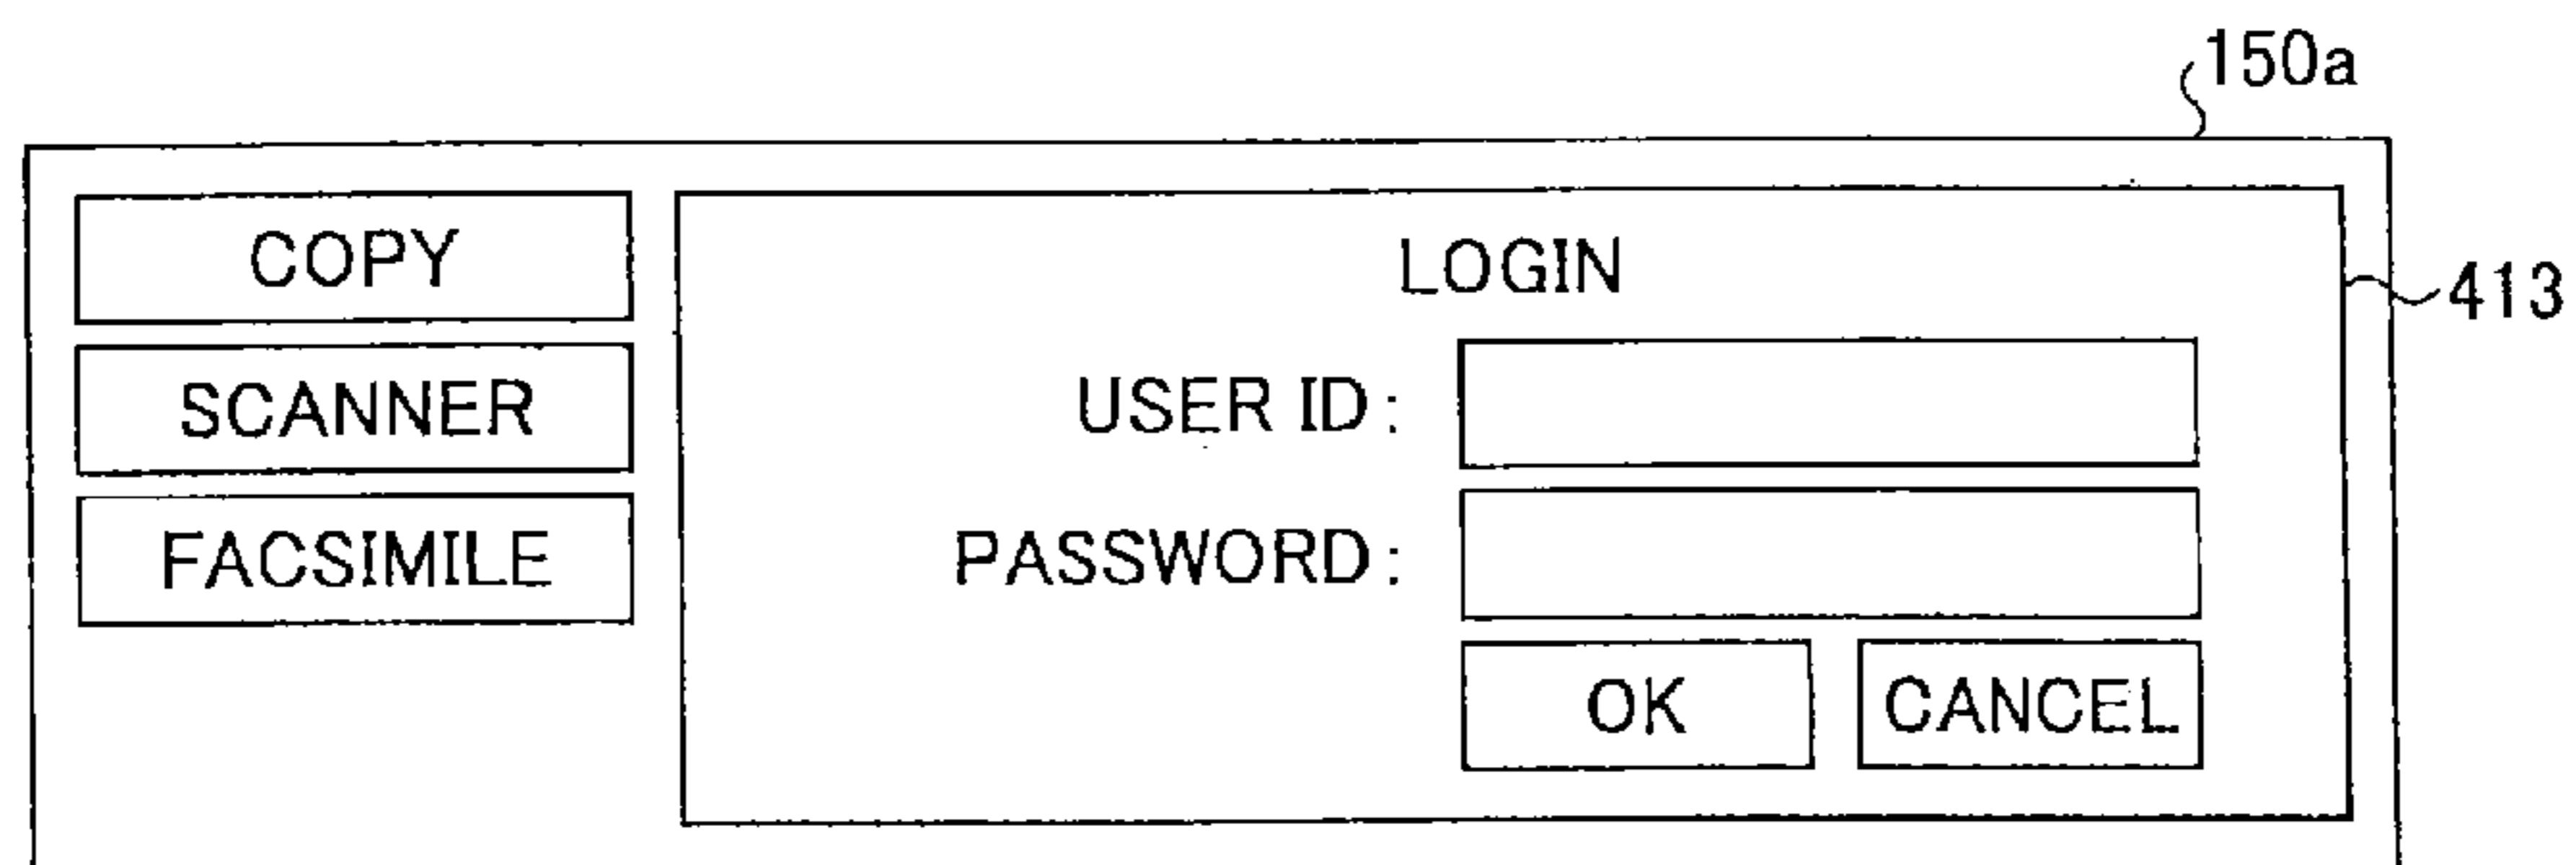 150a
COPY
SCANNER
FACSIMILE
LOGIN
413
USER ID :
PASSWORD :
OK
CANCEL